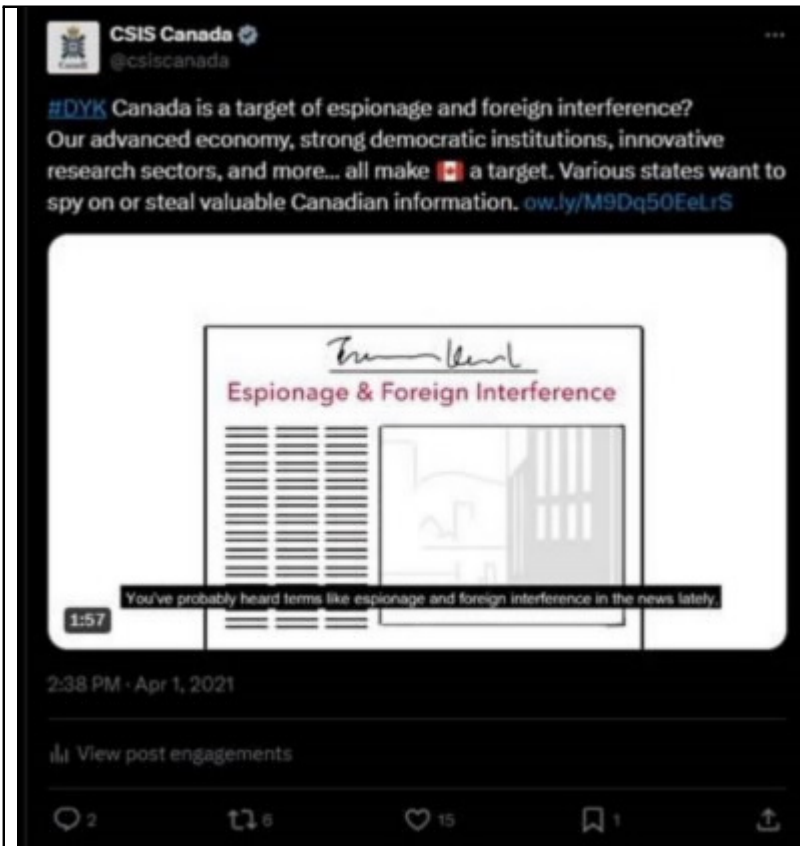 CSIS Canada
@csiscanada
#DYK Canada is a target of espionage and foreign interference?
Our advanced economy, strong democratic institutions, innovative
research sectors, and more... all make 🇨🇦 a target. Various states want to
spy on or steal valuable Canadian information. ow.ly/M9Dq50EeLrS
Espionage & Foreign Interference
You've probably heard terms like espionage and foreign interference in the news lately.
1:57
2:38 PM · Apr 1, 2021
View post engagements
2 6 15 1